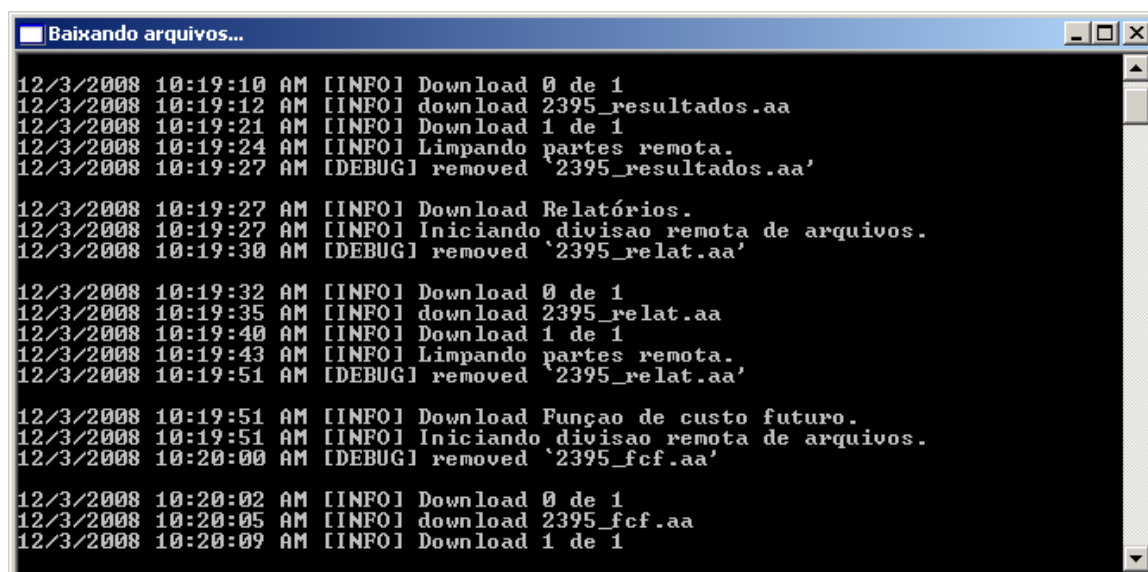 Baixando arquivos...
12/3/2008 10:19:10 AM [INFO] Download 0 de 1
12/3/2008 10:19:12 AM [INFO] download 2395_resultados.aa
12/3/2008 10:19:21 AM [INFO] Download 1 de 1
12/3/2008 10:19:24 AM [INFO] Limpando partes remota.
12/3/2008 10:19:27 AM [DEBUG] removed `2395_resultados.aa'
12/3/2008 10:19:27 AM [INFO] Download Relatórios.
12/3/2008 10:19:27 AM [INFO] Iniciando divisao remota de arquivos.
12/3/2008 10:19:30 AM [DEBUG] removed `2395_relat.aa'
12/3/2008 10:19:32 AM [INFO] Download 0 de 1
12/3/2008 10:19:35 AM [INFO] download 2395_relat.aa
12/3/2008 10:19:40 AM [INFO] Download 1 de 1
12/3/2008 10:19:43 AM [INFO] Limpando partes remota.
12/3/2008 10:19:51 AM [DEBUG] removed `2395_relat.aa'
12/3/2008 10:19:51 AM [INFO] Download Funçao de custo futuro.
12/3/2008 10:19:51 AM [INFO] Iniciando divisao remota de arquivos.
12/3/2008 10:20:00 AM [DEBUG] removed `2395_fcf.aa'
12/3/2008 10:20:02 AM [INFO] Download 0 de 1
12/3/2008 10:20:05 AM [INFO] download 2395_fcf.aa
12/3/2008 10:20:09 AM [INFO] Download 1 de 1